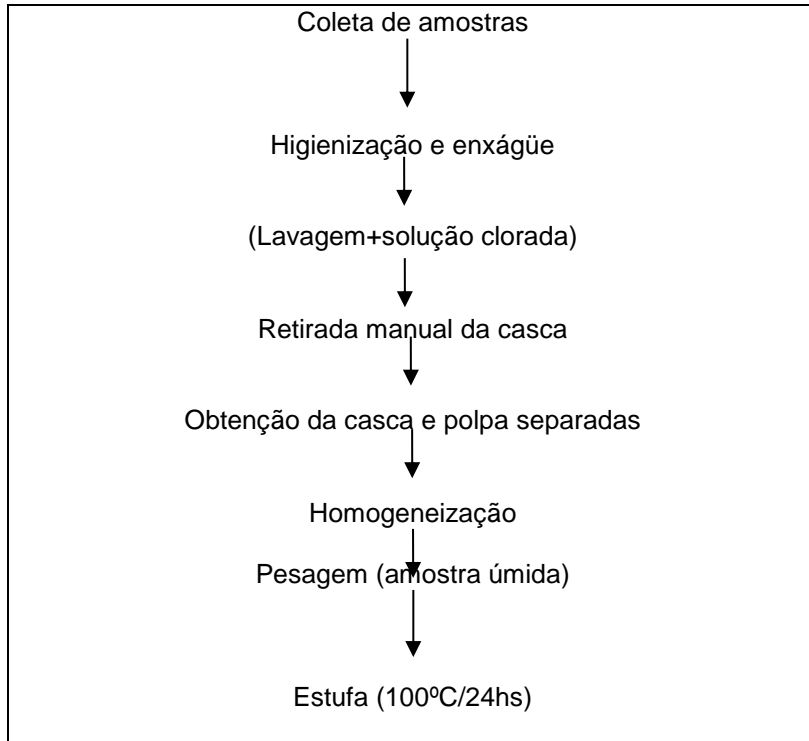 Coleta de amostras
Higienização e enxágüe
(Lavagem+solução clorada)
Retirada manual da casca
Obtenção da casca e polpa separadas
Homogeneização
Pesagem (amostra úmida)
Estufa (100ºC/24hs)